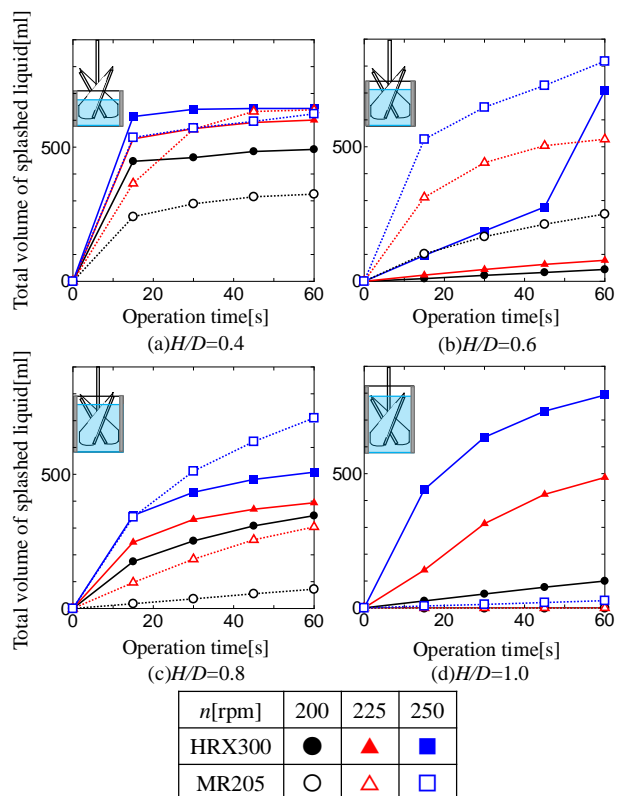 Total volume of splashed liquid[ml]
500
0
0
20
40
60
Operation time[s]
(a)H/D=0.4
500
0
0
20
40
60
Operation time[s]
(b)H/D=0.6
Total volume of splashed liquid[ml]
500
0
0
20
40
60
Operation time[s]
(c)H/D=0.8
500
0
0
20
40
60
Operation time[s]
(d)H/D=1.0
n[rpm] 200 225 250
HRX300
MR205